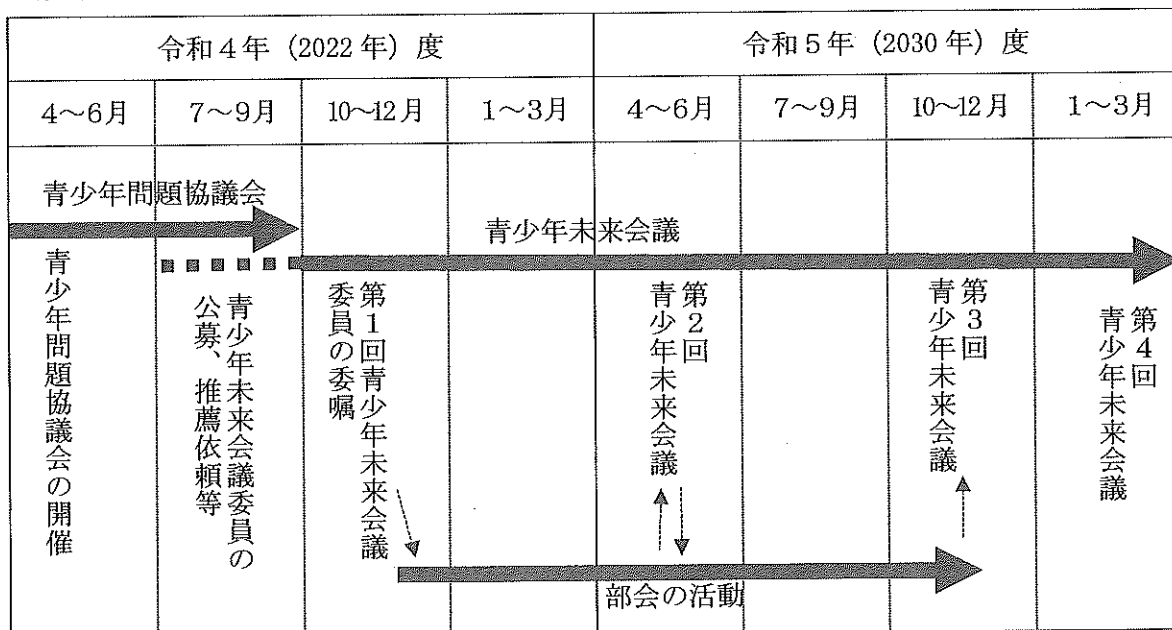 令和4年(2022年)度
令和5年(2030年)度
4~6月
7~9月
10~12月
1~3月
4~6月
7~9月
10~12月
1~3月
青少年問題協議会
青少年未来会議
青少年問題協議会の開催
青少年未来会議委員の
公募、推薦依頼等
第1回青少年未来会議
委員の委嘱
第2回
青少年未来会議
第3回
青少年未来会議
第4回
青少年未来会議
部会の活動